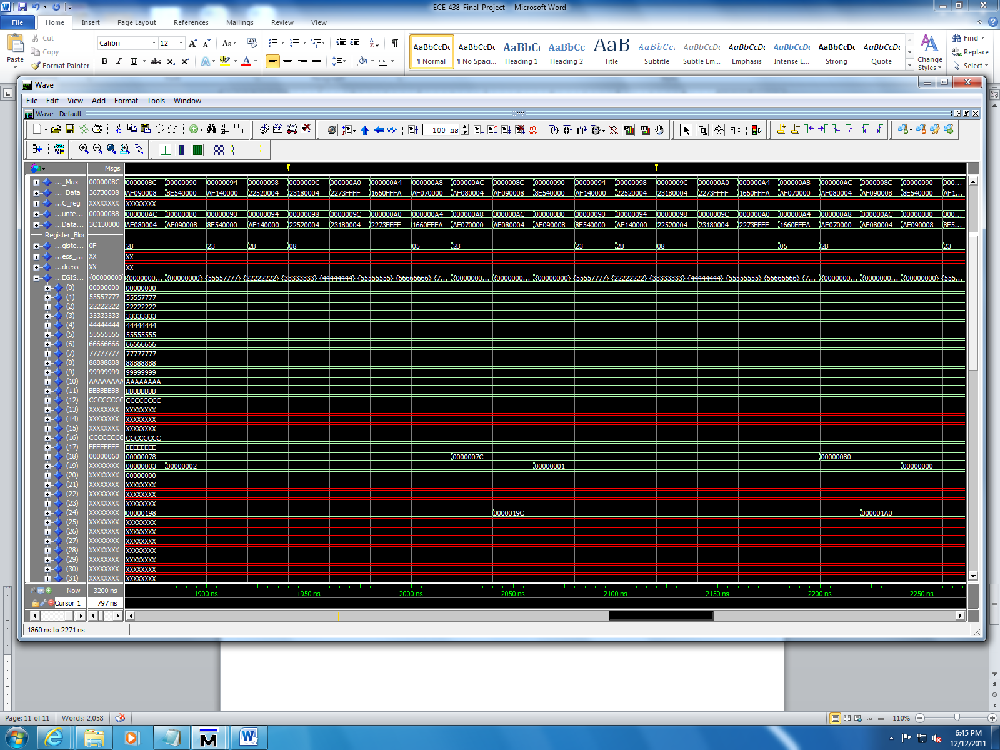 ECE_438_Final_Project - Microsoft Word
File Home Insert Page Layout References Mailings Review View
Paste Cut Copy Format Painter
Calibri 12
AaBbCcDc AaBbCcDc AaBbCc AaBbCc AaB AaBbCc. AaBbCcDc AaBbCcDc AaBbCcDc AaBbCcDc AaBbCcDc
¶ Normal ¶ No Spaci... Heading 1 Heading 2 Title Subtitle Subtle Em... Emphasis Intense E... Strong Quote
Change Styles
Find Replace Select
Wave
File Edit View Add Format Tools Window
Wave - Default
100 ns
Msgs
..._Mux 0000008C 0000008C 00000090 00000094 00000098 0000009C 000000A0 000000A4 000000A8 000000AC 0000008C 00000090 00000094 00000098 0000009C 000000A0 000000A4 000000A8 000000AC 0000008C 00000090 000...
..._Data 36730008 AF090008 8E540000 AF140000 22520004 23180004 2273FFFF 1660FFFA AF070000 AF080004 AF090008 8E540000 AF140000 22520004 23180004 2273FFFF 1660FFFA AF070000 AF080004 AF090008 8E540000 AF1...
...C_reg XXXXXXXX XXXXXXXX
...unte... 00000088 000000AC 000000B0 00000090 00000094 00000098 0000009C 000000A0 000000A4 000000A8 000000AC 000000B0 00000090 00000094 00000098 0000009C 000000A0 000000A4 000000A8 000000AC 000000B0 000...
...Data... 3C130000 AF080004 AF090008 8E540000 AF140000 22520004 23180004 2273FFFF 1660FFFA AF070000 AF080004 AF090008 8E540000 AF140000 22520004 23180004 2273FFFF 1660FFFA AF070000 AF080004 AF090008 8E5...
Register_Bloc
...giste... 0F 2B 23 2B 08 05 2B 23 2B 08 05 2B 23
...ess_... XX XX
...dress XX XX
...EGIS... {00000000} {0000000... {00000000} {55557777} {22222222} {33333333} {44444444} {55555555} {66666666} {7... {0000000... {0000000... {00000000} {55557777} {22222222} {33333333} {44444444} {55555555} {66666666} {7... {0000000... {0000000... {00000000} {555...
(0) 00000000 00000000
(1) 55557777 55557777
(2) 22222222 22222222
(3) 33333333 33333333
(4) 44444444 44444444
(5) 55555555 55555555
(6) 66666666 66666666
(7) 77777777 77777777
(8) 88888888 88888888
(9) 99999999 99999999
(10) AAAAAAAA AAAAAAAA
(11) BBBBBBBB BBBBBBBB
(12) CCCCCCCC CCCCCCCC
(13) XXXXXXXX XXXXXXXX
(14) XXXXXXXX XXXXXXXX
(15) XXXXXXXX XXXXXXXX
(16) CCCCCCCC CCCCCCCC
(17) EEEEEEEE EEEEEEEE
(18) 00000060 00000078 0000007C 00000080
(19) XXXXXXXX 00000003 00000002 00000001 00000000
(20) XXXXXXXX 00000000
(21) XXXXXXXX XXXXXXXX
(22) XXXXXXXX XXXXXXXX
(23) XXXXXXXX XXXXXXXX
(24) XXXXXXXX 00000198 0000019C 000001A0
(25) XXXXXXXX XXXXXXXX
(26) XXXXXXXX XXXXXXXX
(27) XXXXXXXX XXXXXXXX
(28) XXXXXXXX XXXXXXXX
(29) XXXXXXXX XXXXXXXX
(30) XXXXXXXX XXXXXXXX
(31) XXXXXXXX XXXXXXXX
Now 3200 ns 1900 ns 1950 ns 2000 ns 2050 ns 2100 ns 2150 ns 2200 ns 2250 ns
Cursor 1 797 ns
1860 ns to 2271 ns
Page: 11 of 11 Words: 2,058 110%
6:45 PM
12/12/2011